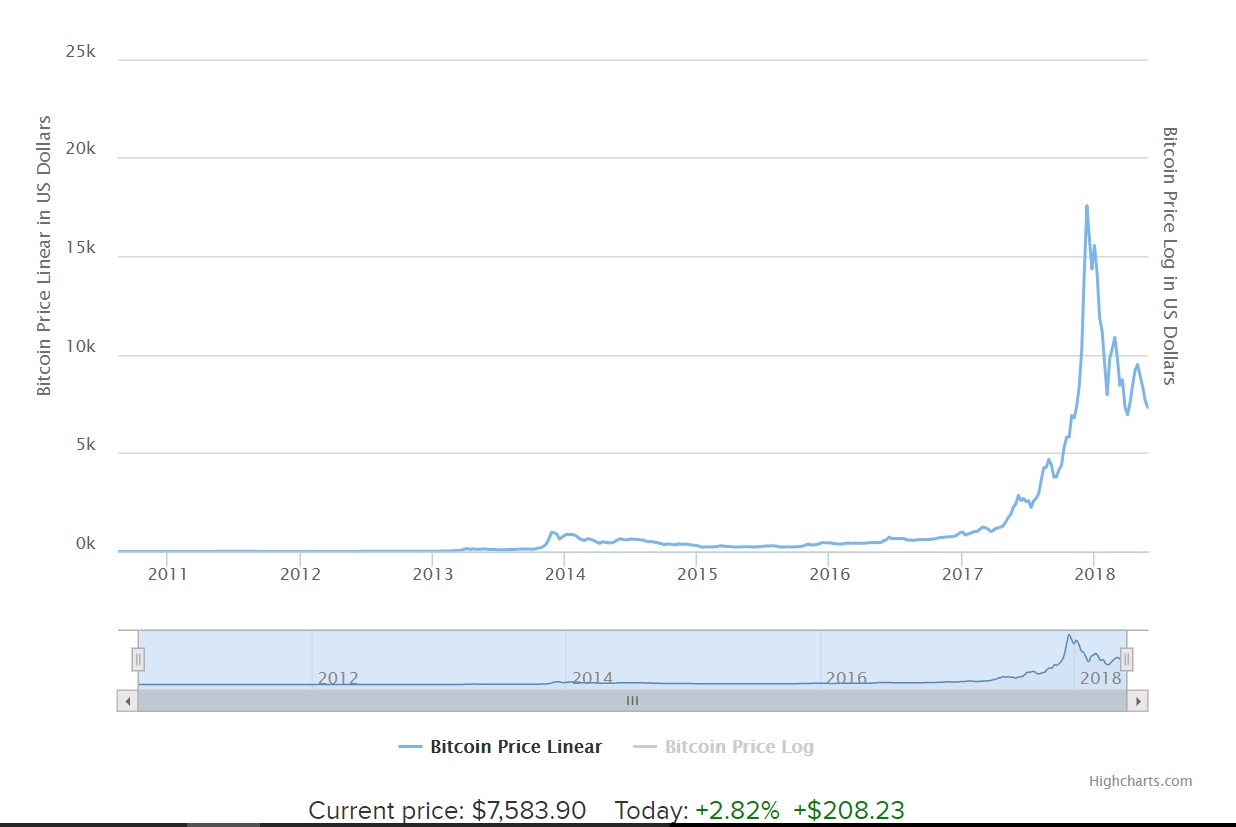 25k
20k
15k
10k
5k
0k
Bitcoin Price Linear in US Dollars
Bitcoin Price Log in US Dollars
2011 2012 2013 2014 2015 2016 2017 2018
2012 2014 2016 2018
Bitcoin Price Linear Bitcoin Price Log
Highcharts.com
Current price: $7,583.90 Today: +2.82% +$208.23